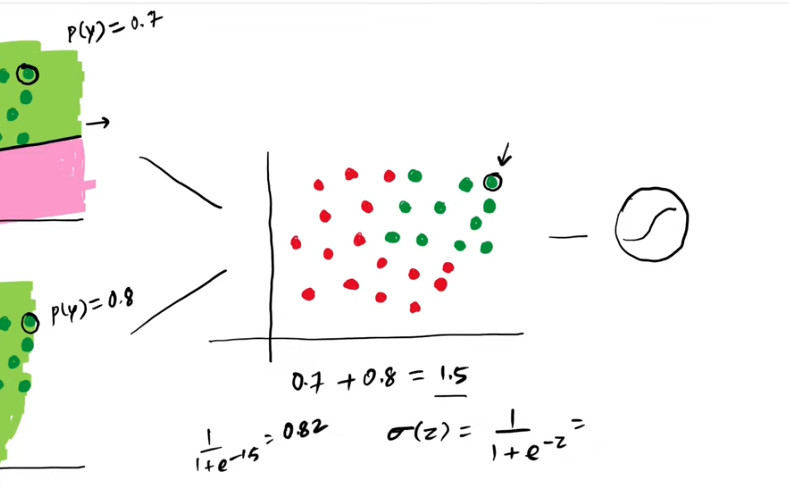 P(y) = 0.7
P(y) = 0.8
0.7 + 0.8 = 1.5
1/(1+e^-1.5) = 0.82
σ(z) = 1/(1+e^-z) =